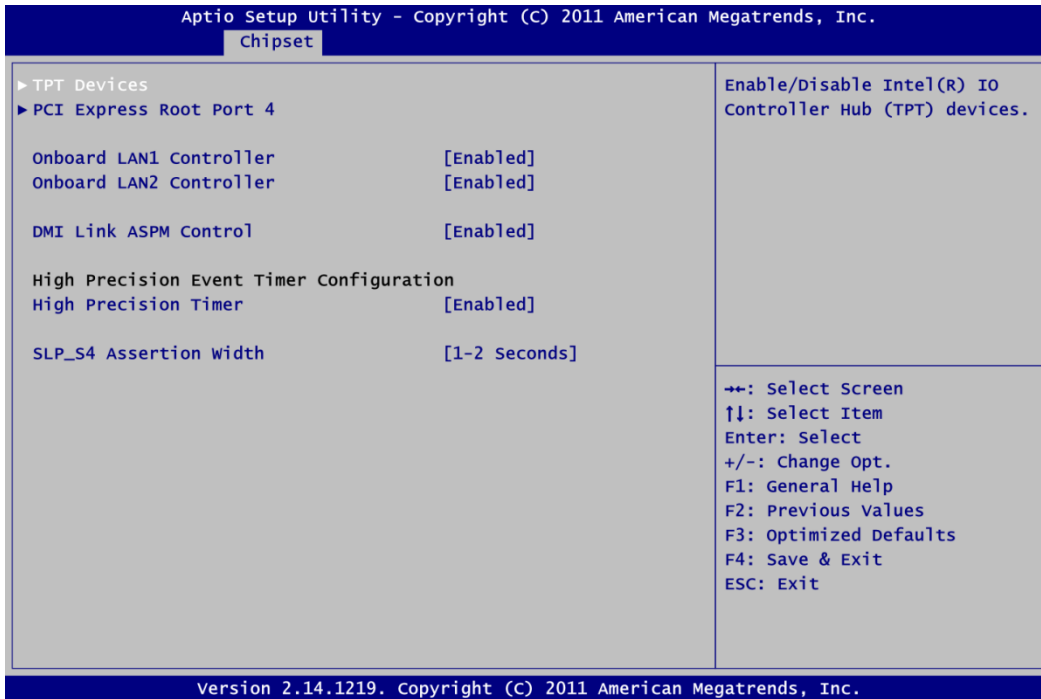 Aptio Setup Utility - Copyright (C) 2011 American Megatrends, Inc.
Chipset
►TPT Devices
►PCI Express Root Port 4
Onboard LAN1 Controller [Enabled]
Onboard LAN2 Controller [Enabled]
DMI Link ASPM Control [Enabled]
High Precision Event Timer Configuration
High Precision Timer [Enabled]
SLP_S4 Assertion Width [1-2 Seconds]
Enable/Disable Intel(R) IO
Controller Hub (TPT) devices.
→←: Select Screen
↑↓: Select Item
Enter: Select
+/-: Change Opt.
F1: General Help
F2: Previous Values
F3: Optimized Defaults
F4: Save & Exit
ESC: Exit
Version 2.14.1219. Copyright (C) 2011 American Megatrends, Inc.